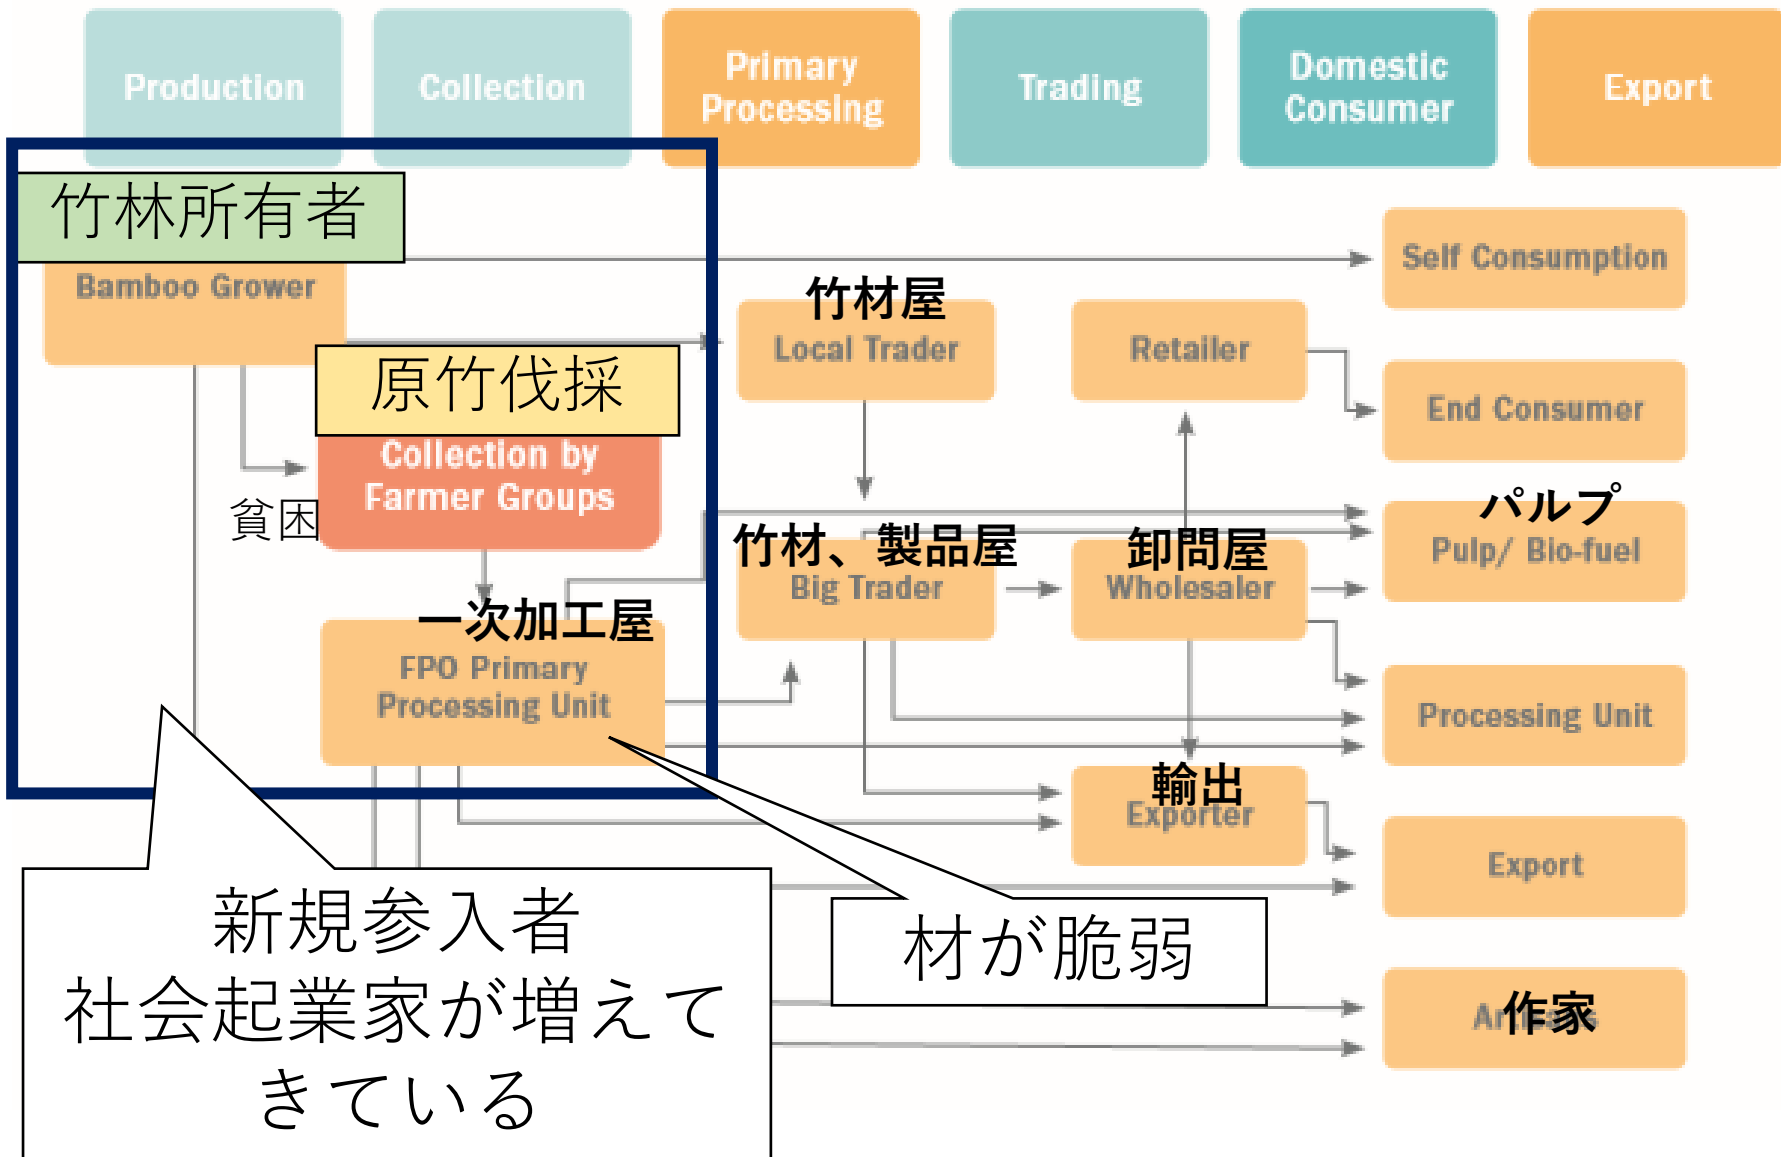 Production
Collection
Primary
Processing
Trading
Domestic
Consumer
Export
竹林所有者
Bamboo Grower
原竹伐採
Collection by
Farmer Groups
貧困
一次加工屋
FPO Primary
Processing Unit
竹材屋
Local Trader
竹材、製品屋
Big Trader
Retailer
卸問屋
Wholesaler
輸出
Exporter
Self Consumption
End Consumer
パルプ
Pulp/ Bio-fuel
Processing Unit
Export
作家
新規参入者
社会起業家が増えて
きている
材が脆弱